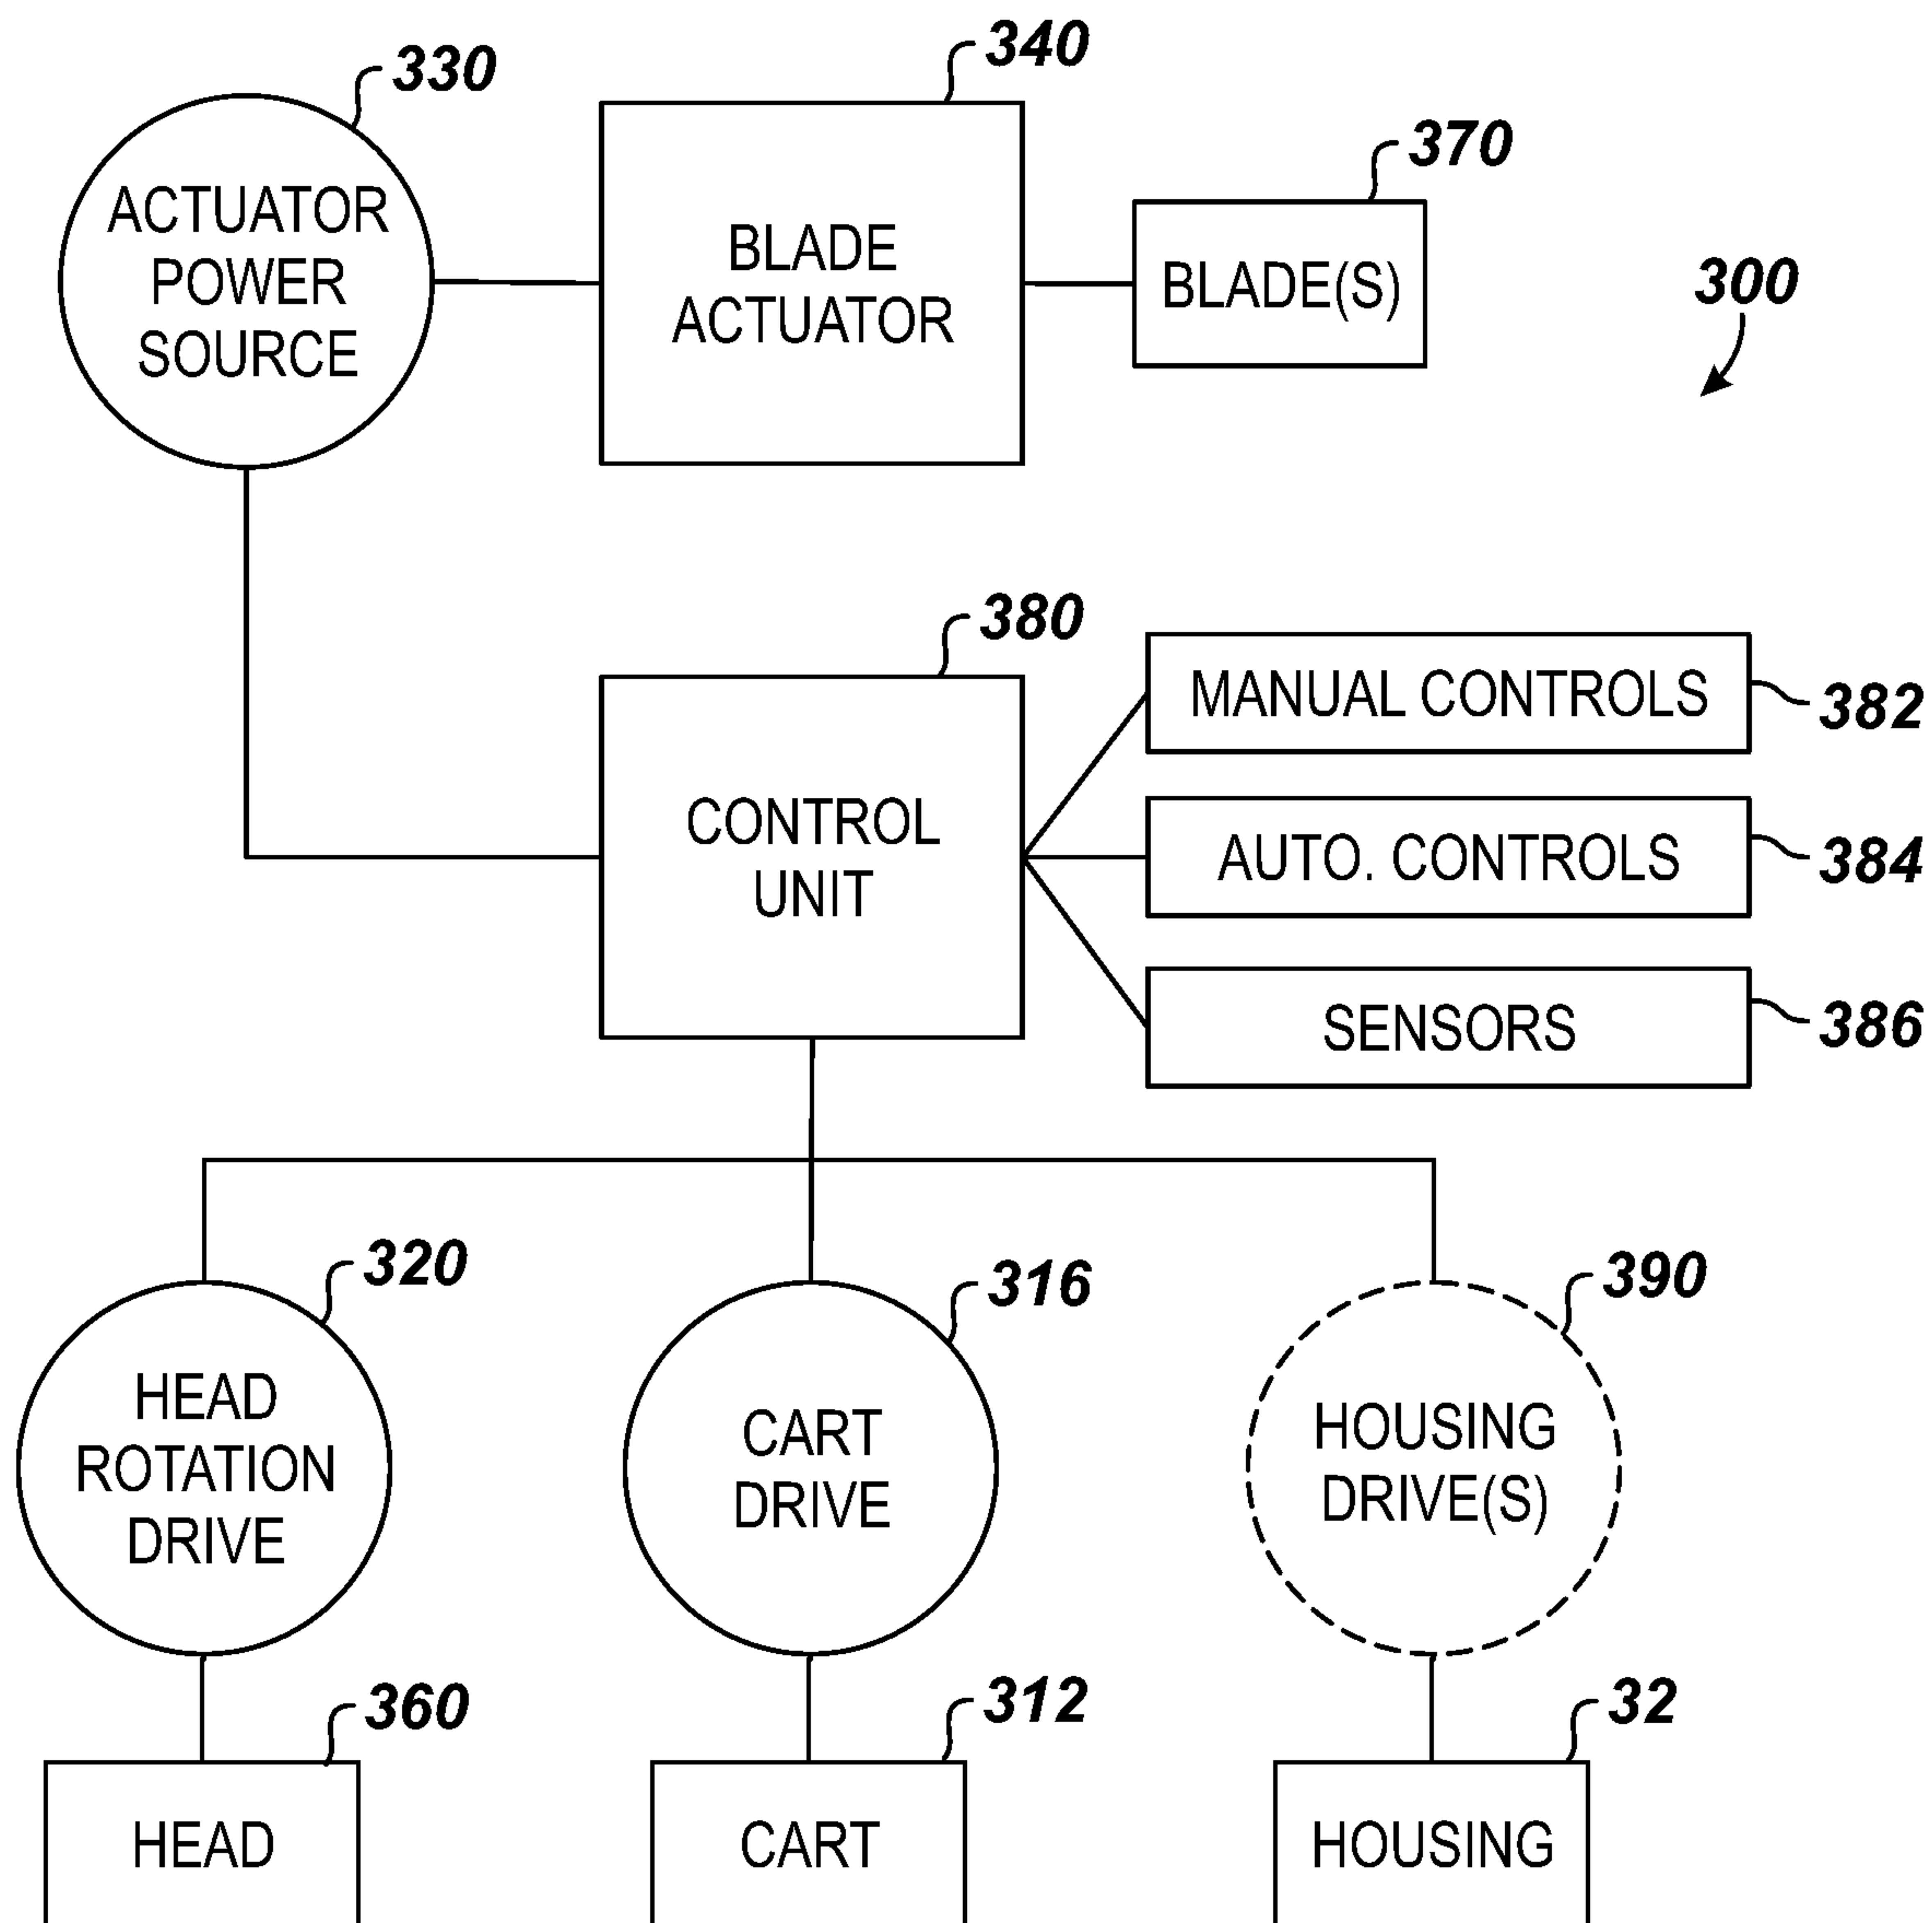 330
340
370
ACTUATOR
POWER
SOURCE
BLADE
ACTUATOR
BLADE(S)
300
380
MANUAL CONTROLS
382
CONTROL
UNIT
AUTO. CONTROLS
384
SENSORS
386
320
316
390
HEAD
ROTATION
DRIVE
CART
DRIVE
HOUSING
DRIVE(S)
360
312
32
HEAD
CART
HOUSING